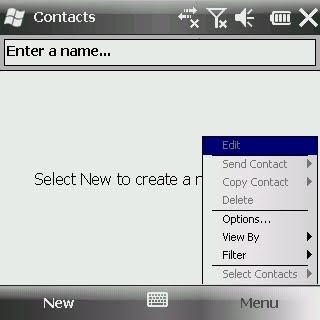 Contacts
Enter a name...
Select New to create a n
Edit
Send Contact
Copy Contact
Delete
Options...
View By
Filter
Select Contacts
New
Menu